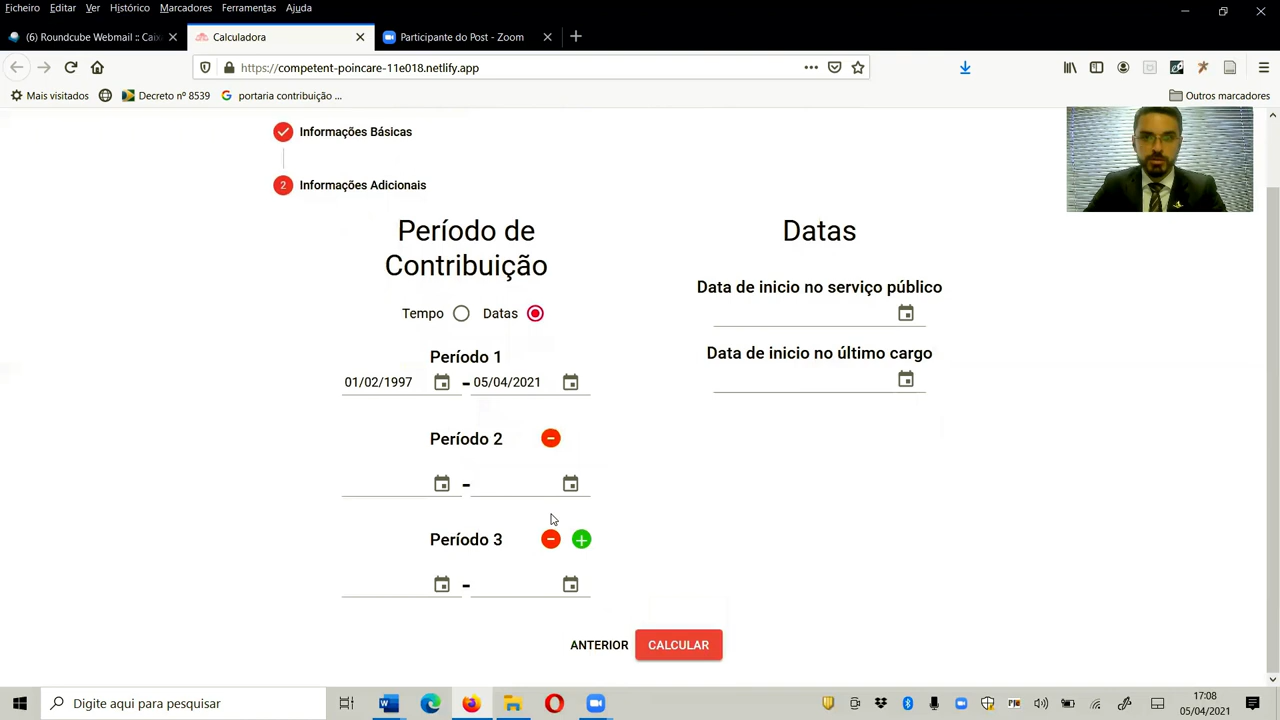 Ficheiro Editar Ver Histórico Marcadores Ferramentas Ajuda
(6) Roundcube Webmail :: Caix Calculadora Participante do Post - Zoom
https://competent-poincare-11e018.netlify.app
Mais visitados Decreto nº 8539 portaria contribuição ... Outros marcadores
Informações Básicas
2 Informações Adicionais
Período de
Contribuição
Datas
Tempo Datas
Data de inicio no serviço público
Data de inicio no último cargo
Período 1
01/02/1997 - 05/04/2021
Período 2
-
Período 3
-
ANTERIOR CALCULAR
Digite aqui para pesquisar
17:08
05/04/2021